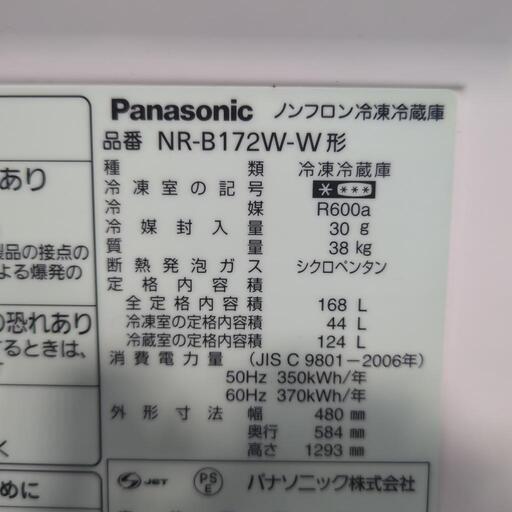 Panasonic ノンフロン冷凍冷蔵庫
品番 NR-B172W-W形
種類 冷凍冷蔵庫
冷凍室の記号 ＊＊＊＊
冷媒 R600a
冷媒封入量 30 g
質量 38 kg
断熱発泡ガス シクロペンタン
定格内容積
全定格内容積 168 L
冷凍室の定格内容積 44 L
冷蔵室の定格内容積 124 L
消費電力量 (JIS C 9801－2006年)
50Hz 350kWh/年
60Hz 370kWh/年
外形寸法 幅 480 mm
奥行 584 mm
高さ 1293 mm
JET PSE パナソニック株式会社
あり
製品の接点の
よる爆発の
の恐れあり
するときは、
く
めに